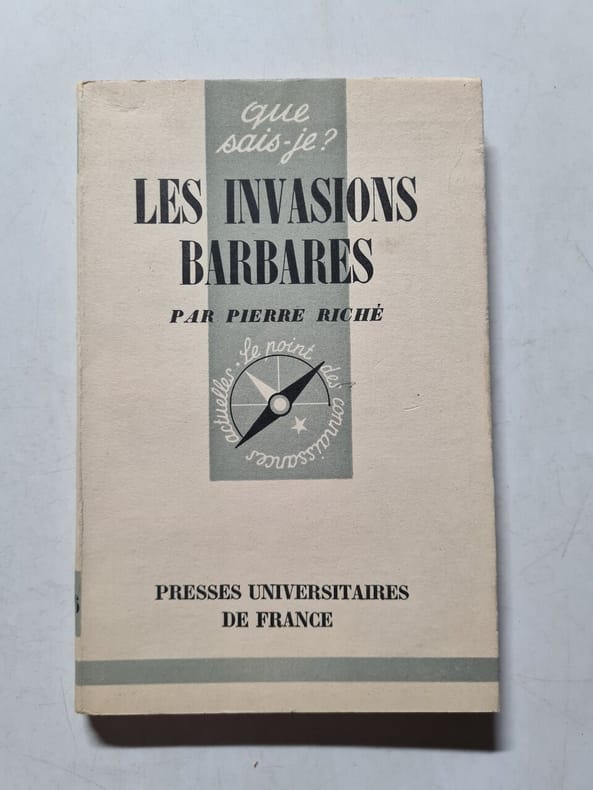 que
sais-je?
LES INVASIONS
BARBARES
PAR PIERRE RICHÉ
Le point des connaissances actuelles.
PRESSES UNIVERSITAIRES
DE FRANCE